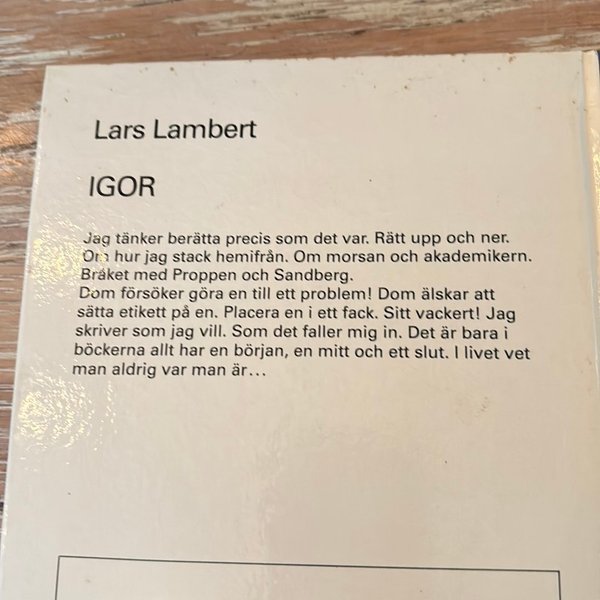 Lars Lambert
IGOR
Jag tänker berätta precis som det var. Rätt upp och ner.
Om hur jag stack hemifrån. Om morsan och akademikern.
Bråket med Proppen och Sandberg.
Dom försöker göra en till ett problem! Dom älskar att
sätta etikett på en. Placera en i ett fack. Sitt vackert! Jag
skriver som jag vill. Som det faller mig in. Det är bara i
böckerna allt har en början, en mitt och ett slut. I livet vet
man aldrig var man är...